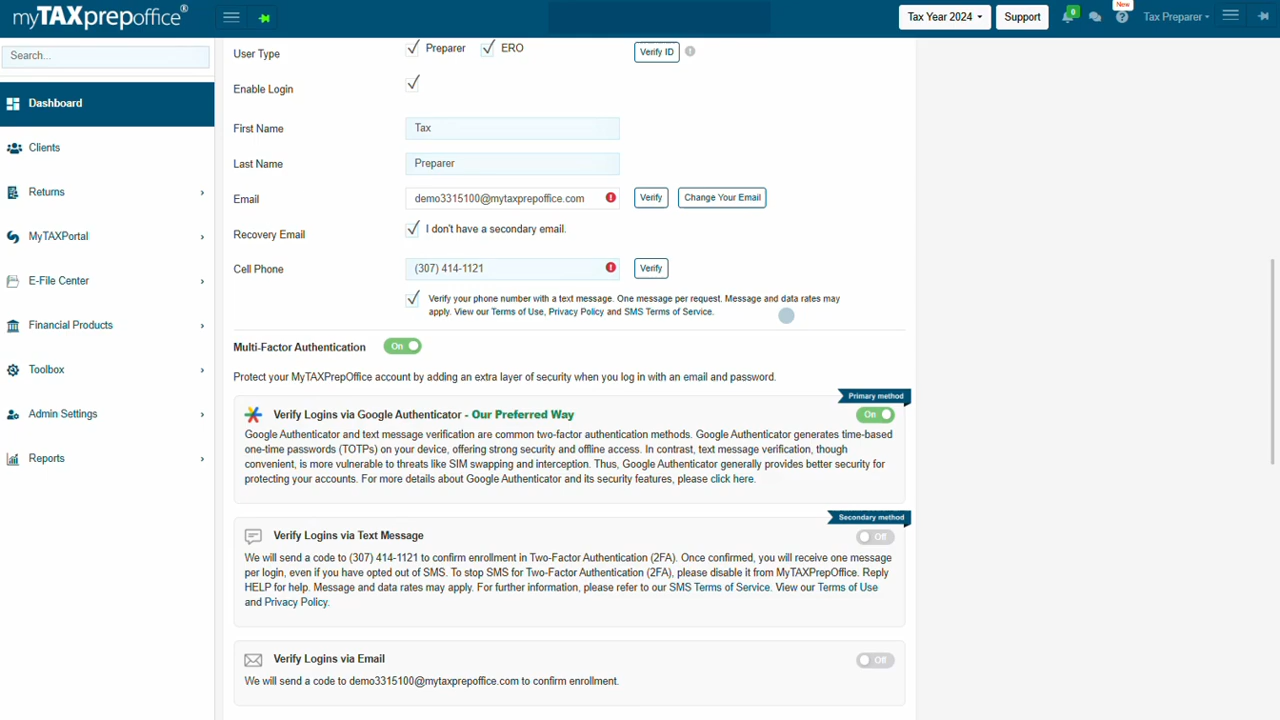 myTAXprepoffice®
Tax Year 2024
Support
0
New
Tax Preparer
Search...
Dashboard
Clients
Returns
MyTAXPortal
E-File Center
Financial Products
Toolbox
Admin Settings
Reports
User Type
Preparer
ERO
Verify ID
Enable Login
First Name
Tax
Last Name
Preparer
Email
demo3315100@mytaxprepoffice.com
Verify
Change Your Email
Recovery Email
I don't have a secondary email.
Cell Phone
(307) 414-1121
Verify
Verify your phone number with a text message. One message per request. Message and data rates may
apply. View our Terms of Use, Privacy Policy and SMS Terms of Service.
Multi-Factor Authentication
On
Protect your MyTAXPrepOffice account by adding an extra layer of security when you log in with an email and password.
Primary method
Verify Logins via Google Authenticator - Our Preferred Way
On
Google Authenticator and text message verification are common two-factor authentication methods. Google Authenticator generates time-based
one-time passwords (TOTPs) on your device, offering strong security and offline access. In contrast, text message verification, though
convenient, is more vulnerable to threats like SIM swapping and interception. Thus, Google Authenticator generally provides better security for
protecting your accounts. For more details about Google Authenticator and its security features, please click here.
Secondary method
Verify Logins via Text Message
Off
We will send a code to (307) 414-1121 to confirm enrollment in Two-Factor Authentication (2FA). Once confirmed, you will receive one message
per login, even if you have opted out of SMS. To stop SMS for Two-Factor Authentication (2FA), please disable it from MyTAXPrepOffice. Reply
HELP for help. Message and data rates may apply. For further information, please refer to our SMS Terms of Service. View our Terms of Use
and Privacy Policy.
Verify Logins via Email
Off
We will send a code to demo3315100@mytaxprepoffice.com to confirm enrollment.